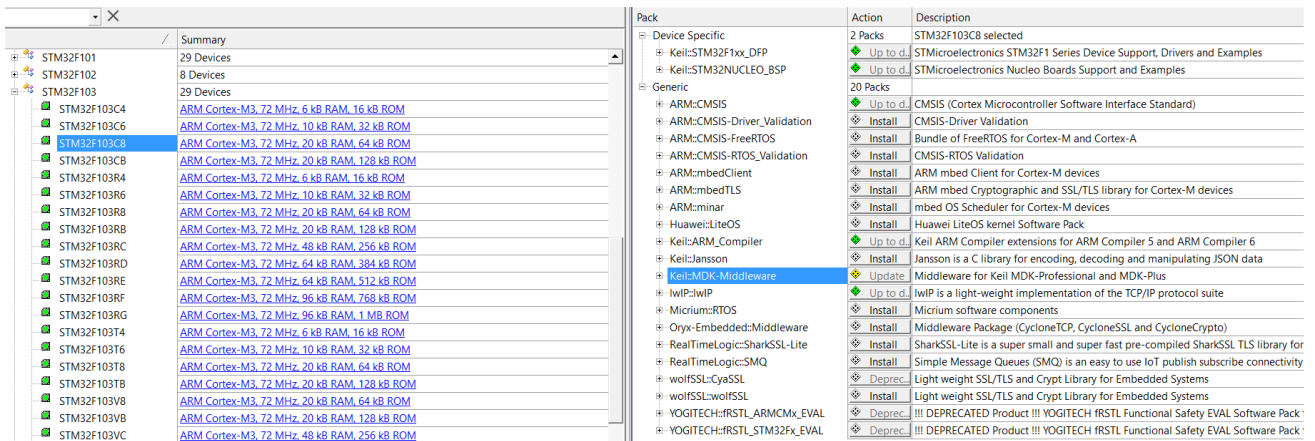 Summary
STM32F101 29 Devices
STM32F102 8 Devices
STM32F103 29 Devices
STM32F103C4 ARM Cortex-M3, 72 MHz, 6 kB RAM, 16 kB ROM
STM32F103C6 ARM Cortex-M3, 72 MHz, 10 kB RAM, 32 kB ROM
STM32F103C8 ARM Cortex-M3, 72 MHz, 20 kB RAM, 64 kB ROM
STM32F103CB ARM Cortex-M3, 72 MHz, 20 kB RAM, 128 kB ROM
STM32F103R4 ARM Cortex-M3, 72 MHz, 6 kB RAM, 16 kB ROM
STM32F103R6 ARM Cortex-M3, 72 MHz, 10 kB RAM, 32 kB ROM
STM32F103R8 ARM Cortex-M3, 72 MHz, 20 kB RAM, 64 kB ROM
STM32F103RB ARM Cortex-M3, 72 MHz, 20 kB RAM, 128 kB ROM
STM32F103RC ARM Cortex-M3, 72 MHz, 48 kB RAM, 256 kB ROM
STM32F103RD ARM Cortex-M3, 72 MHz, 64 kB RAM, 384 kB ROM
STM32F103RE ARM Cortex-M3, 72 MHz, 64 kB RAM, 512 kB ROM
STM32F103RF ARM Cortex-M3, 72 MHz, 96 kB RAM, 768 kB ROM
STM32F103RG ARM Cortex-M3, 72 MHz, 96 kB RAM, 1 MB ROM
STM32F103T4 ARM Cortex-M3, 72 MHz, 6 kB RAM, 16 kB ROM
STM32F103T6 ARM Cortex-M3, 72 MHz, 10 kB RAM, 32 kB ROM
STM32F103T8 ARM Cortex-M3, 72 MHz, 20 kB RAM, 64 kB ROM
STM32F103TB ARM Cortex-M3, 72 MHz, 20 kB RAM, 128 kB ROM
STM32F103V8 ARM Cortex-M3, 72 MHz, 20 kB RAM, 64 kB ROM
STM32F103VB ARM Cortex-M3, 72 MHz, 20 kB RAM, 128 kB ROM
STM32F103VC ARM Cortex-M3, 72 MHz, 48 kB RAM, 256 kB ROM
Pack Action Description
Device Specific 2 Packs STM32F103C8 selected
Keil::STM32F1xx_DFP Up to d.. STMicroelectronics STM32F1 Series Device Support, Drivers and Examples
Keil::STM32NUCLEO_BSP Up to d.. STMicroelectronics Nucleo Boards Support and Examples
Generic 20 Packs
ARM::CMSIS Up to d.. CMSIS (Cortex Microcontroller Software Interface Standard)
ARM::CMSIS-Driver_Validation Install CMSIS-Driver Validation
ARM::CMSIS-FreeRTOS Install Bundle of FreeRTOS for Cortex-M and Cortex-A
ARM::CMSIS-RTOS_Validation Install CMSIS-RTOS Validation
ARM::mbedClient Install ARM mbed Client for Cortex-M devices
ARM::mbedTLS Install ARM mbed Cryptographic and SSL/TLS library for Cortex-M devices
ARM::minar Install mbed OS Scheduler for Cortex-M devices
Huawei::LiteOS Install Huawei LiteOS kernel Software Pack
Keil::ARM_Compiler Up to d.. Keil ARM Compiler extensions for ARM Compiler 5 and ARM Compiler 6
Keil::Jansson Install Jansson is a C library for encoding, decoding and manipulating JSON data
Keil::MDK-Middleware Update Middleware for Keil MDK-Professional and MDK-Plus
lwIP::lwIP Up to d.. lwIP is a light-weight implementation of the TCP/IP protocol suite
Micrium::RTOS Install Micrium software components
Oryx-Embedded::Middleware Install Middleware Package (CycloneTCP, CycloneSSL and CycloneCrypto)
RealTimeLogic::SharkSSL-Lite Install SharkSSL-Lite is a super small and super fast pre-compiled SharkSSL TLS library for
RealTimeLogic::SMQ Install Simple Message Queues (SMQ) is an easy to use IoT publish subscribe connectivity
wolfSSL::CyaSSL Deprec.. Light weight SSL/TLS and Crypt Library for Embedded Systems
wolfSSL::wolfSSL Install Light weight SSL/TLS and Crypt Library for Embedded Systems
YOGITECH::fRSTL_ARMCMx_EVAL Deprec.. !!! DEPRECATED Product !!! YOGITECH fRSTL Functional Safety EVAL Software Pack
YOGITECH::fRSTL_STM32Fx_EVAL Deprec.. !!! DEPRECATED Product !!! YOGITECH fRSTL Functional Safety EVAL Software Pack